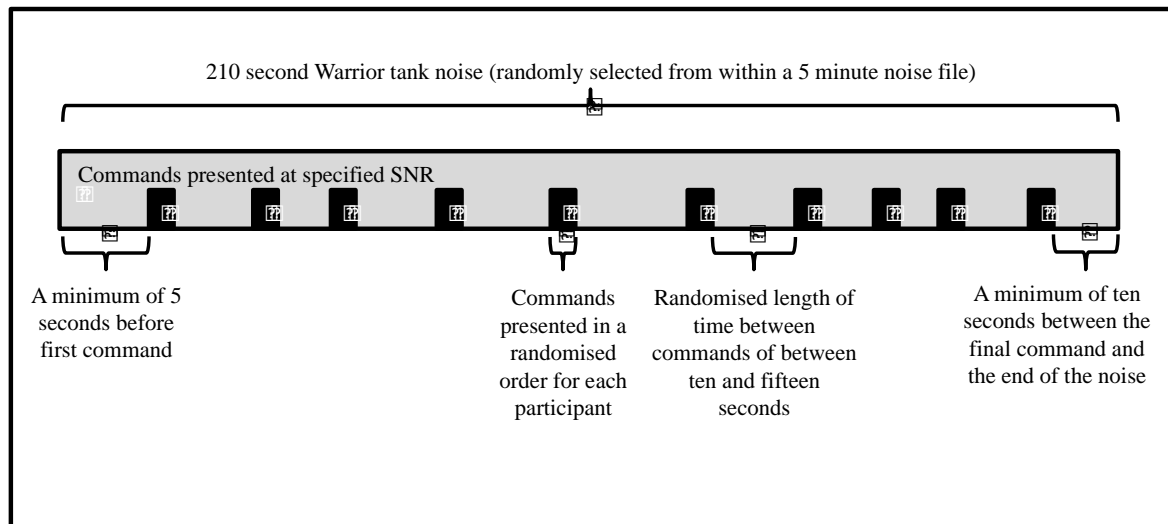 210 second Warrior tank noise (randomly selected from within a 5 minute noise file)
Commands presented at specified SNR
A minimum of 5
seconds before
first command
Commands
presented in a
randomised
order for each
participant
Randomised length of
time between
commands of between
ten and fifteen
seconds
A minimum of ten
seconds between the
final command and
the end of the noise